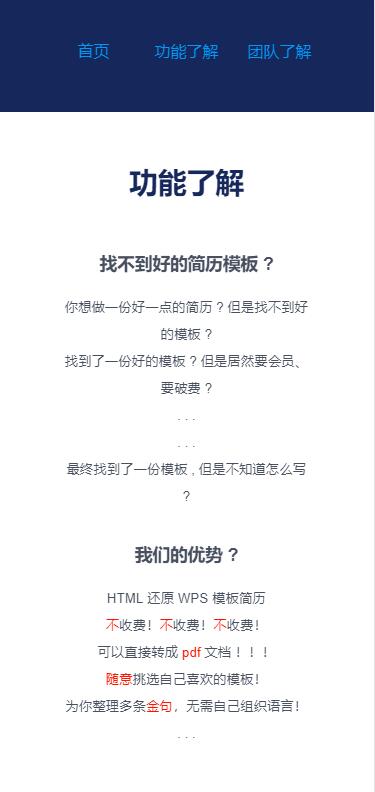 首页 功能了解 团队了解
功能了解
找不到好的简历模板？
你想做一份好一点的简历？但是找不到好
的模板？
找到了一份好的模板？但是居然要会员、
要破费？
. . .
. . .
最终找到了一份模板 , 但是不知道怎么写
？
我们的优势？
HTML 还原 WPS 模板简历
不收费！不收费！不收费！
可以直接转成 pdf 文档！！！
随意挑选自己喜欢的模板！
为你整理多条金句，无需自己组织语言！
. . .